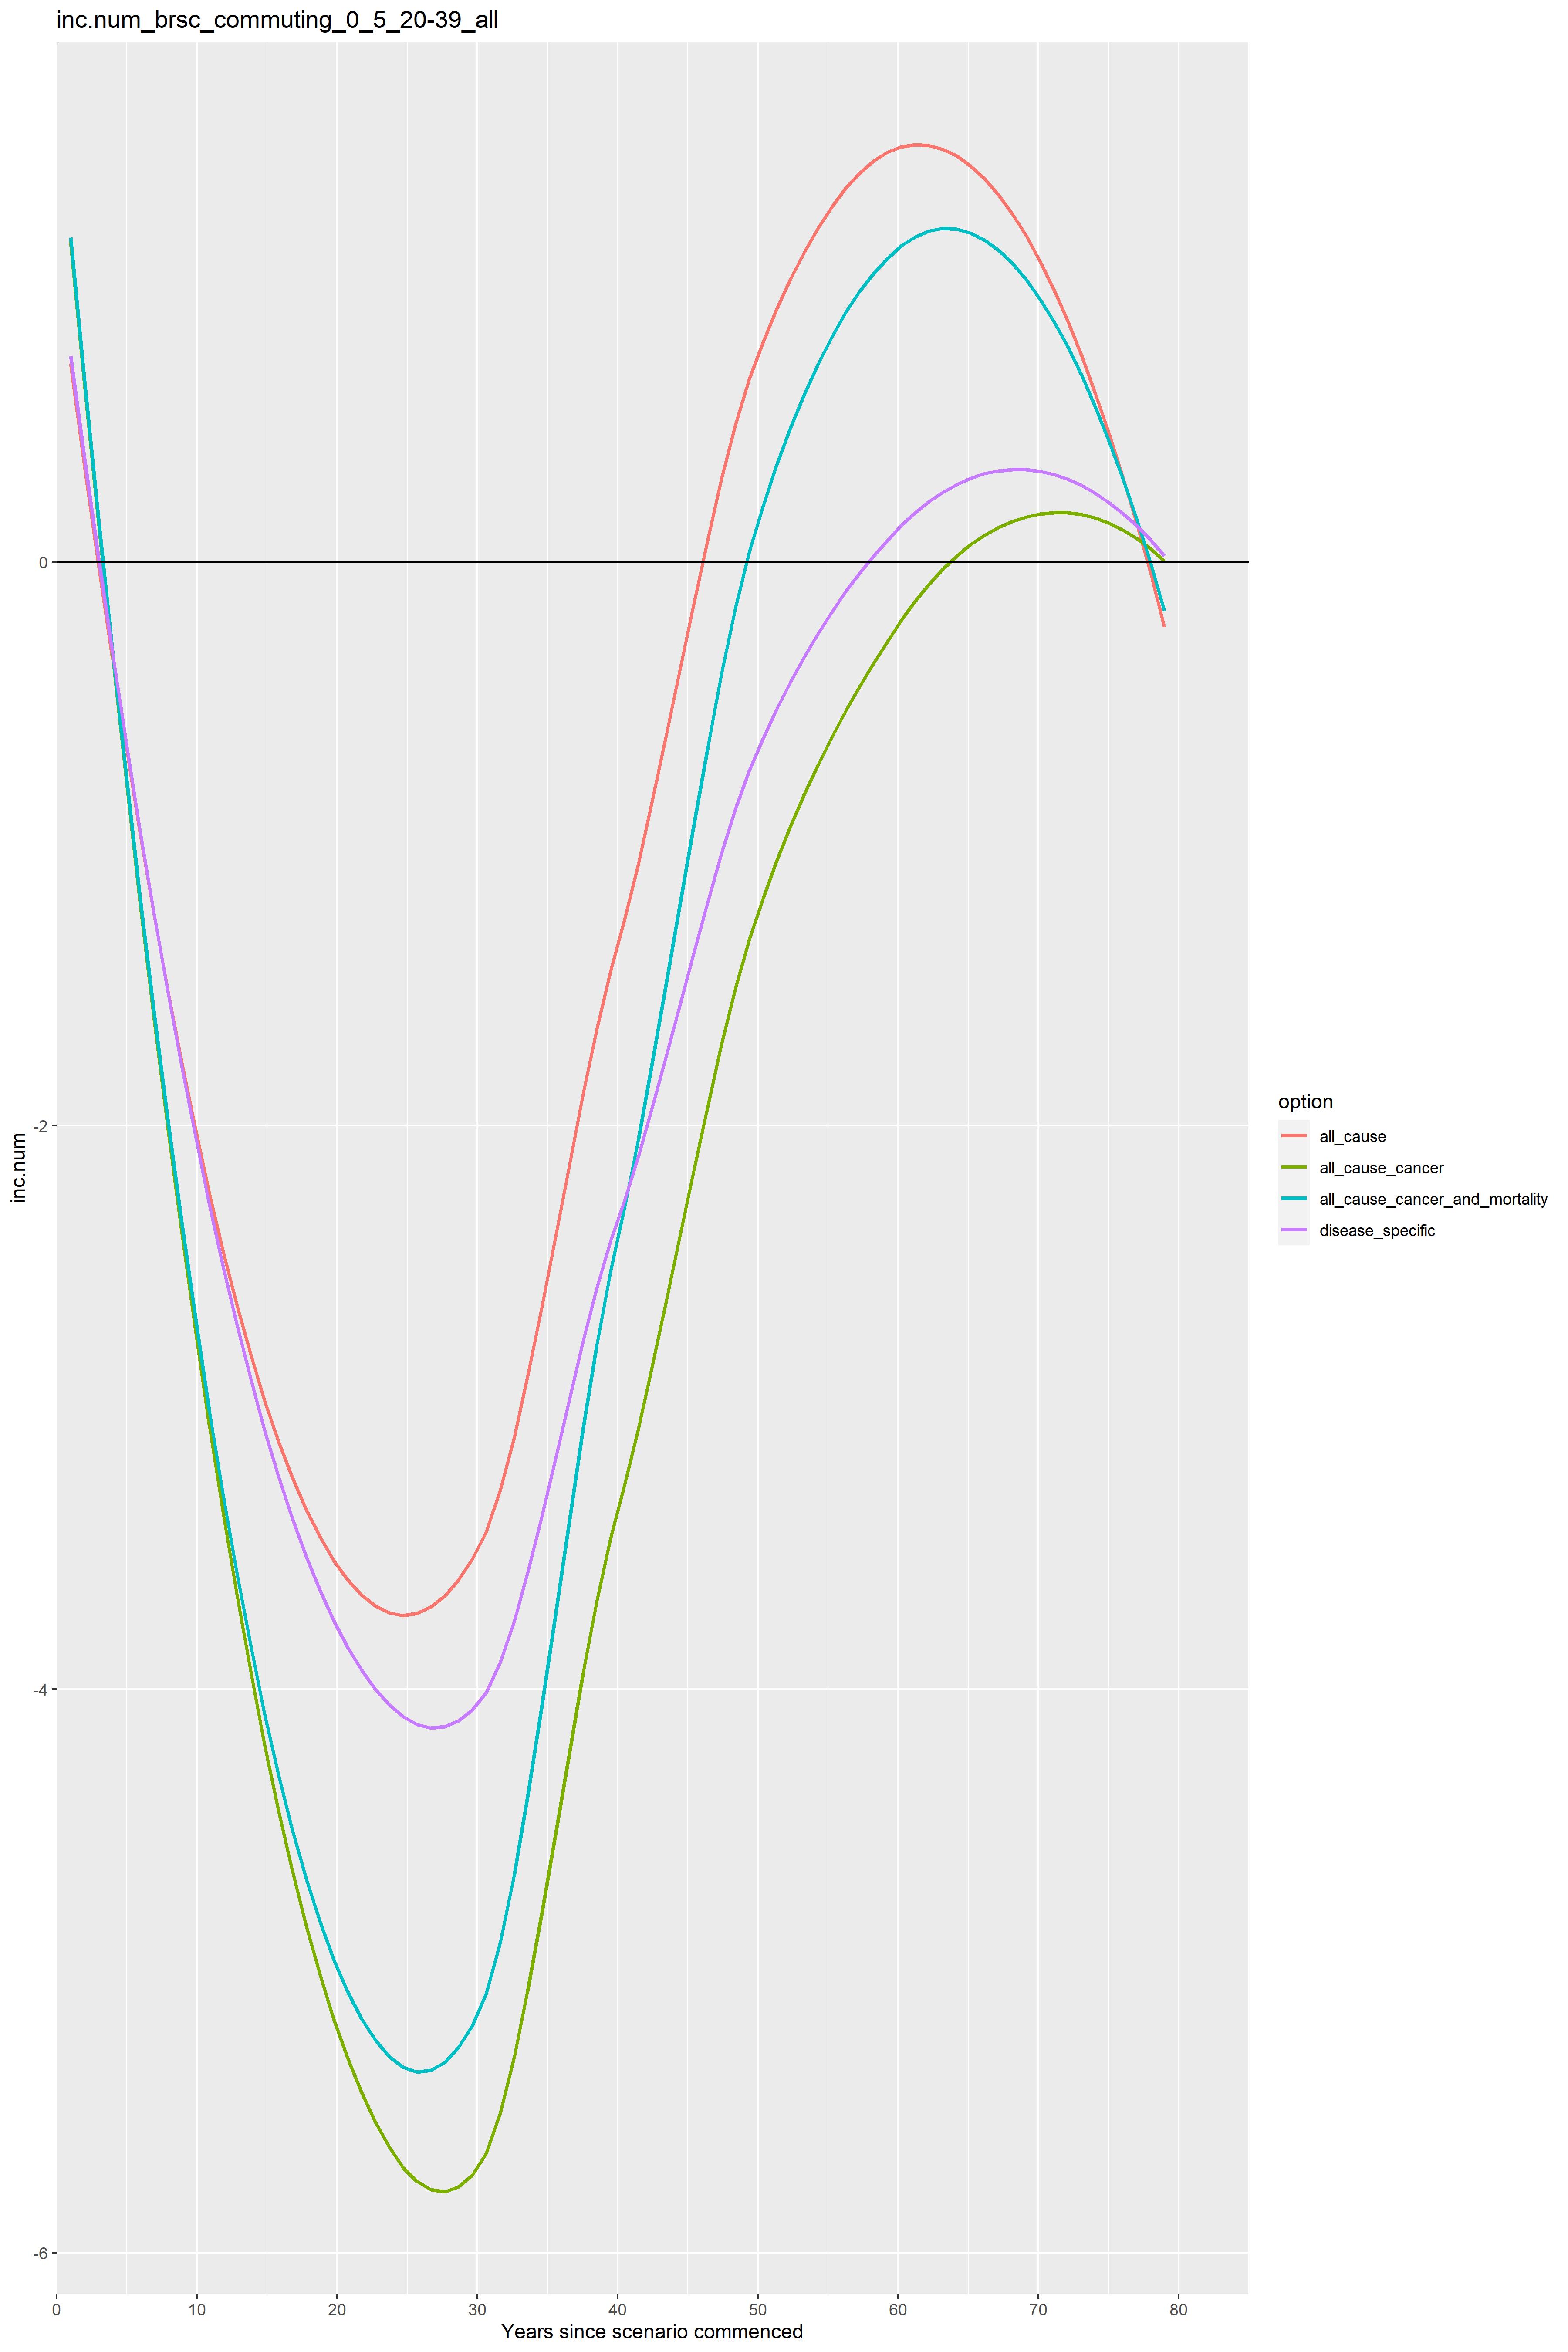 inc.num_brsc_commuting_0_5_20-39_all
inc.num
0
-2
-4
-6
0 10 20 30 40 50 60 70 80
Years since scenario commenced
option
all_cause
all_cause_cancer
all_cause_cancer_and_mortality
disease_specific